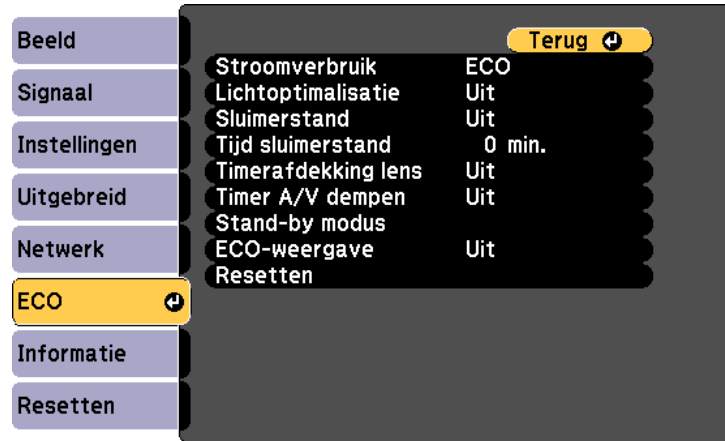 Beeld
Signaal
Instellingen
Uitgebreid
Netwerk
ECO
Informatie
Resetten
Terug
Stroomverbruik ECO
Lichtoptimalisatie Uit
Sluimerstand Uit
Tijd sluimerstand 0 min.
Timerafdekking lens Uit
Timer A/V dempen Uit
Stand-by modus
ECO-weergave Uit
Resetten